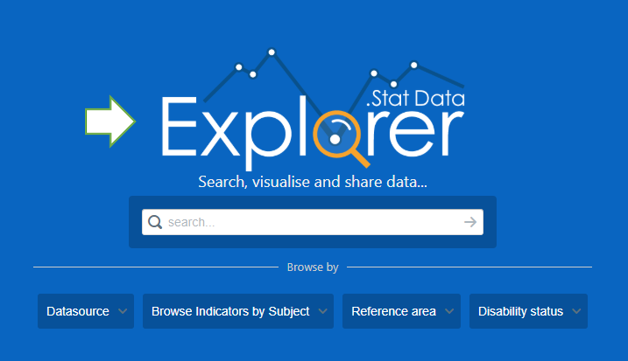 .Stat Data
Explorer
Search, visualise and share data...
search...
Browse by
Datasource Browse Indicators by Subject Reference area Disability status